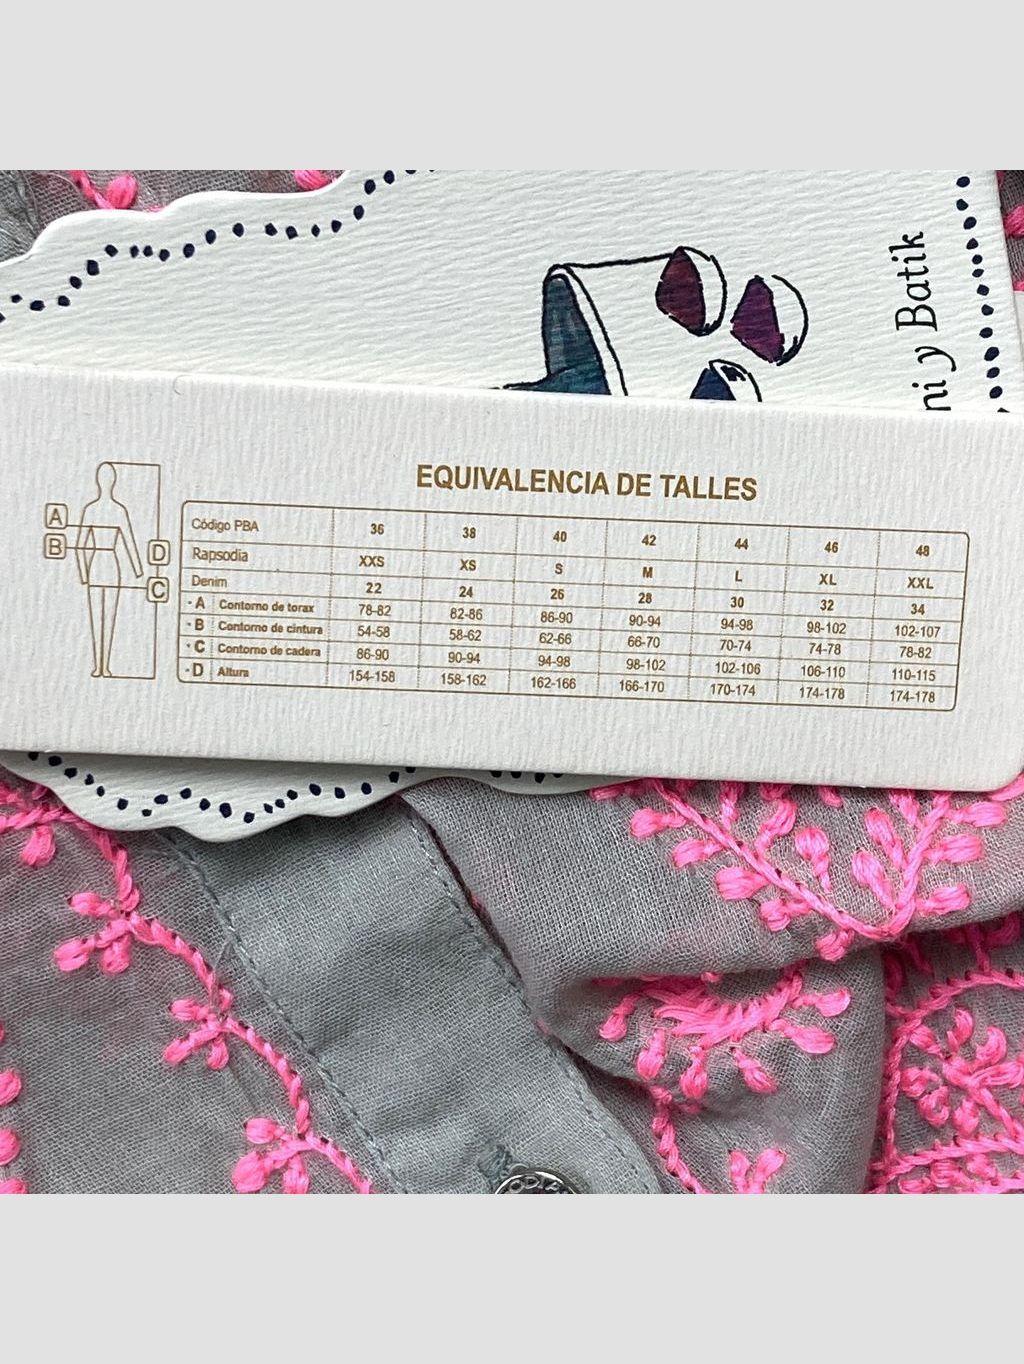 ni y Batik
EQUIVALENCIA DE TALLES
Código PBA 36 38 40 42 44 46 48
Rapsodia XXS XS S M L XL XXL
Denim 22 24 26 28 30 32 34
- A Contorno de torax 78-82 82-86 86-90 90-94 94-98 98-102 102-107
- B Contorno de cintura 54-58 58-62 62-66 66-70 70-74 74-78 78-82
- C Contorno de cadera 86-90 90-94 94-98 98-102 102-106 106-110 110-115
- D Altura 154-158 158-162 162-166 166-170 170-174 174-178 174-178
A
B
D
C